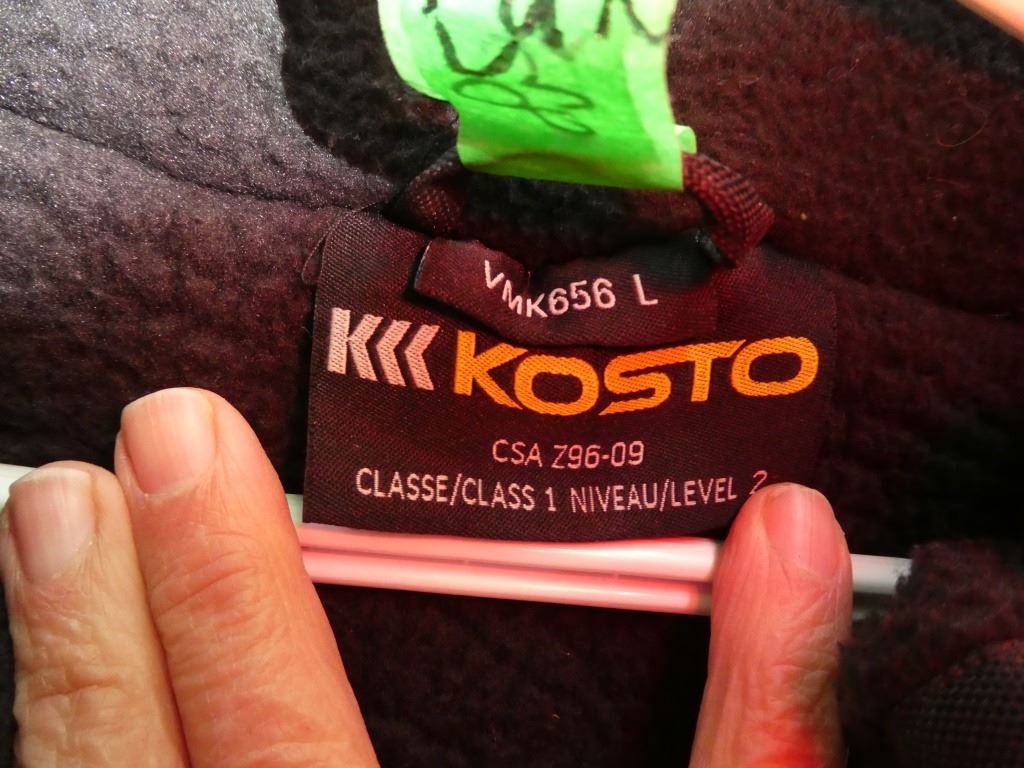 VMK656 L
KOSTO
CSA Z96-09
CLASSE/CLASS 1 NIVEAU/LEVEL 2